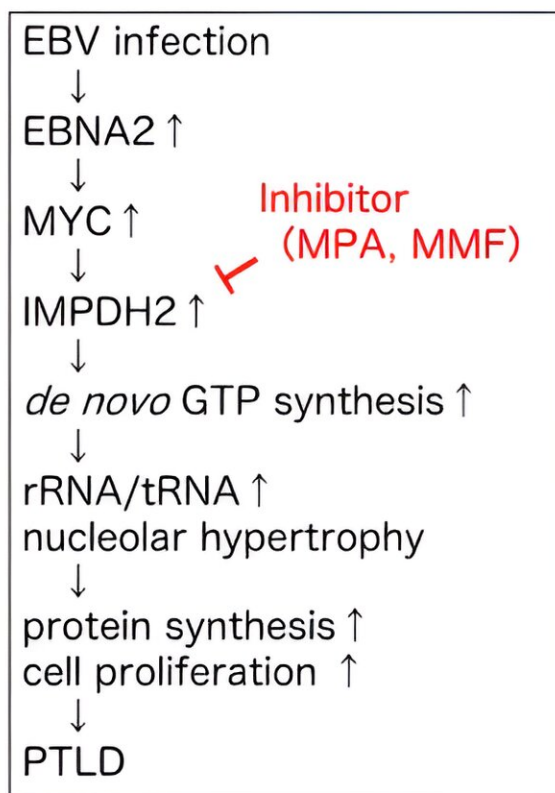 EBV infection
↓
EBNA2 ↑
↓
MYC ↑
Inhibitor
(MPA, MMF)
↓
IMPDH2 ↑
↓
de novo GTP synthesis ↑
↓
rRNA/tRNA ↑
nucleolar hypertrophy
↓
protein synthesis ↑
cell proliferation ↑
↓
PTLD